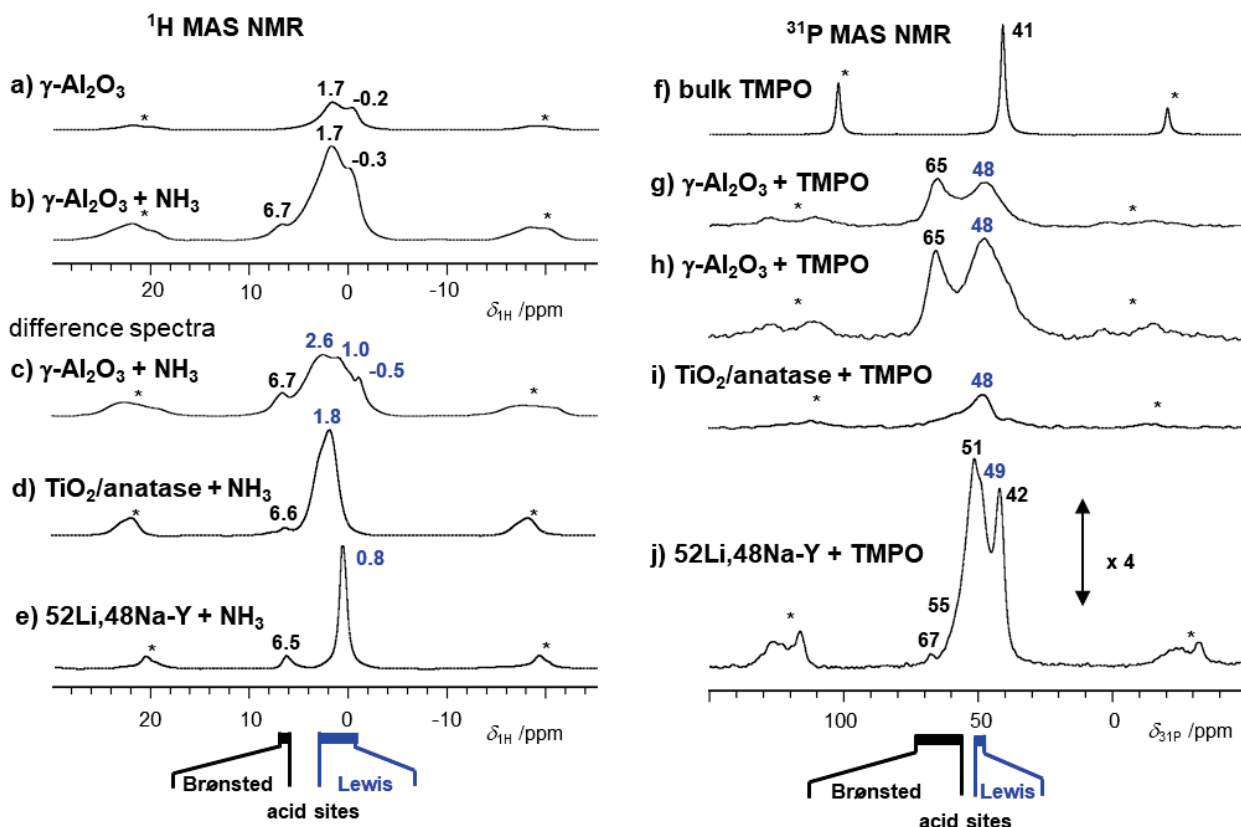 ¹H MAS NMR
a) γ-Al₂O₃
* 1.7 -0.2 *
b) γ-Al₂O₃ + NH₃
* 6.7 1.7 -0.3 *
20 10 0 -10 δ₁H /ppm
difference spectra
c) γ-Al₂O₃ + NH₃
* 6.7 2.6 1.0 -0.5 *
d) TiO₂/anatase + NH₃
* 6.6 1.8 *
e) 52Li,48Na-Y + NH₃
* 6.5 0.8 *
20 10 0 -10 δ₁H /ppm
Brønsted Lewis
acid sites
³¹P MAS NMR
f) bulk TMPO
* 41 *
g) γ-Al₂O₃ + TMPO
* 65 48 *
h) γ-Al₂O₃ + TMPO
* 65 48 *
i) TiO₂/anatase + TMPO
* 48 *
j) 52Li,48Na-Y + TMPO
* 67 55 51 49 42 *
x 4
100 50 0 δ₃₁P /ppm
Brønsted Lewis
acid sites